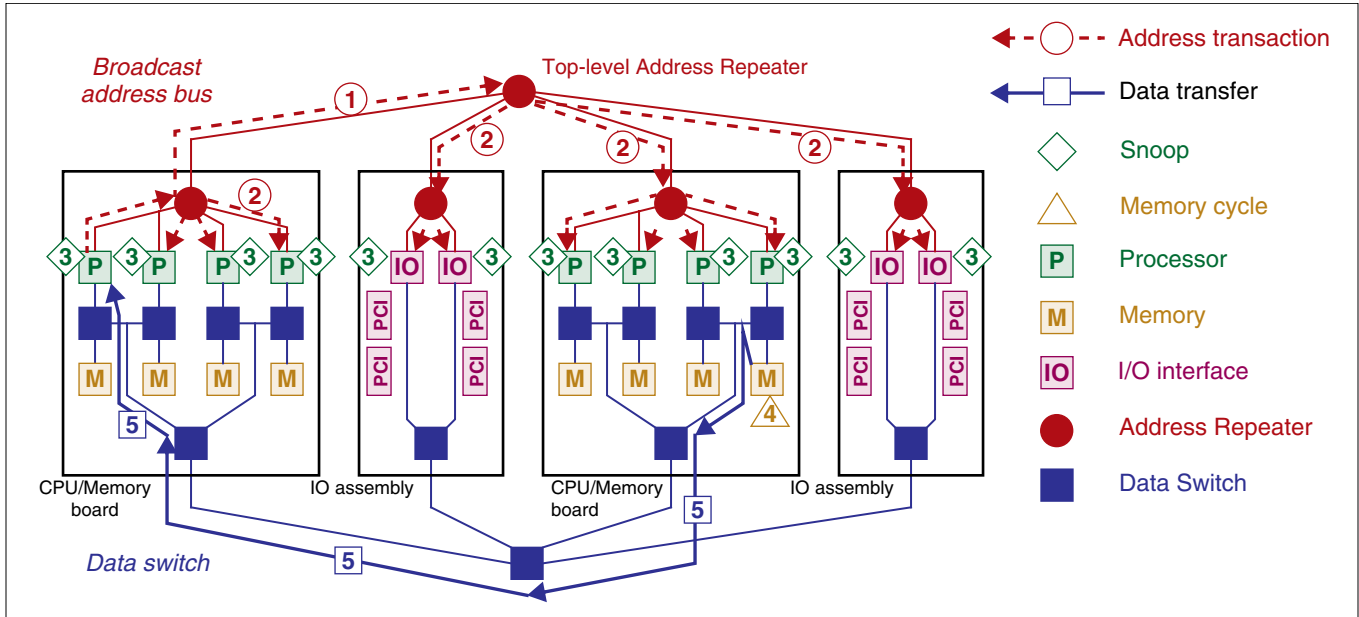 Broadcast
address bus
Top-level Address Repeater
1
2
2
2
2
3 P 3 P P 3 P 3
3 IO IO 3
3 P 3 P P 3 P 3
3 IO IO 3
PCI PCI
PCI PCI
PCI PCI
PCI PCI
M M M M
M M M M
4
5
CPU/Memory
board
IO assembly
CPU/Memory
board
IO assembly
5
5
Data switch
Address transaction
Data transfer
Snoop
Memory cycle
P Processor
M Memory
IO I/O interface
Address Repeater
Data Switch